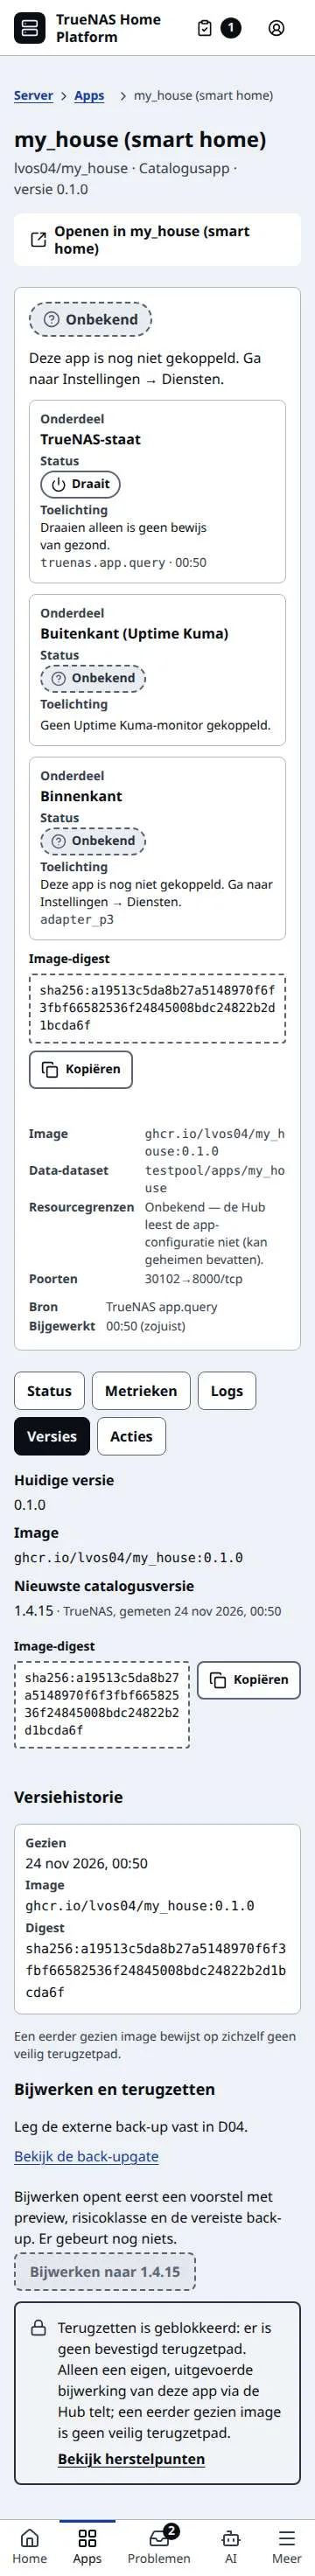 TrueNAS Home
Platform
1
Server
Apps
my_house (smart home)
my_house (smart home)
lvos04/my_house · Catalogusapp ·
versie 0.1.0
Openen in my_house (smart
home)
Onbekend
Deze app is nog niet gekoppeld. Ga
naar Instellingen → Diensten.
Onderdeel
TrueNAS-staat
Status
Draait
Toelichting
Draaien alleen is geen bewijs
van gezond.
truenas.app.query · 00:50
Onderdeel
Buitenkant (Uptime Kuma)
Status
Onbekend
Toelichting
Geen Uptime Kuma-monitor gekoppeld.
Onderdeel
Binnenkant
Status
Onbekend
Toelichting
Deze app is nog niet gekoppeld. Ga naar
Instellingen → Diensten.
adapter_p3
Image-digest
sha256:a19513c5da8b27a5148970f6f
3fbf66582536f24845008bdc24822b2d
1bcda6f
Kopiëren
Image
ghcr.io/lvos04/my_h
ouse:0.1.0
Data-dataset
testpool/apps/my_ho
use
Resourcegrenzen
Onbekend — de Hub
leest de app-
configuratie niet (kan
geheimen bevatten).
Poorten
30102→8000/tcp
Bron
TrueNAS app.query
Bijgewerkt
00:50 (zojuist)
Status
Metrieken
Logs
Versies
Acties
Huidige versie
0.1.0
Image
ghcr.io/lvos04/my_house:0.1.0
Nieuwste catalogusversie
1.4.15 · TrueNAS, gemeten 24 nov 2026, 00:50
Image-digest
sha256:a19513c5da8b27
a5148970f6f3fbf665825
36f24845008bdc24822b2
d1bcda6f
Kopiëren
Versiehistorie
Gezien
24 nov 2026, 00:50
Image
ghcr.io/lvos04/my_house:0.1.0
Digest
sha256:a19513c5da8b27a5148970f6f3
fbf66582536f24845008bdc24822b2d1b
cda6f
Een eerder gezien image bewijst op zichzelf geen
veilig terugzetpad.
Bijwerken en terugzetten
Leg de externe back-up vast in D04.
Bekijk de back-upgate
Bijwerken opent eerst een voorstel met
preview, risicoklasse en de vereiste back-
up. Er gebeurt nog niets.
Bijwerken naar 1.4.15
Terugzetten is geblokkeerd: er is
geen bevestigd terugzetpad.
Alleen een eigen, uitgevoerde
bijwerking van deze app via de
Hub telt; een eerder gezien image
is geen veilig terugzetpad.
Bekijk herstelpunten
2
Home
Apps
Problemen
AI
Meer